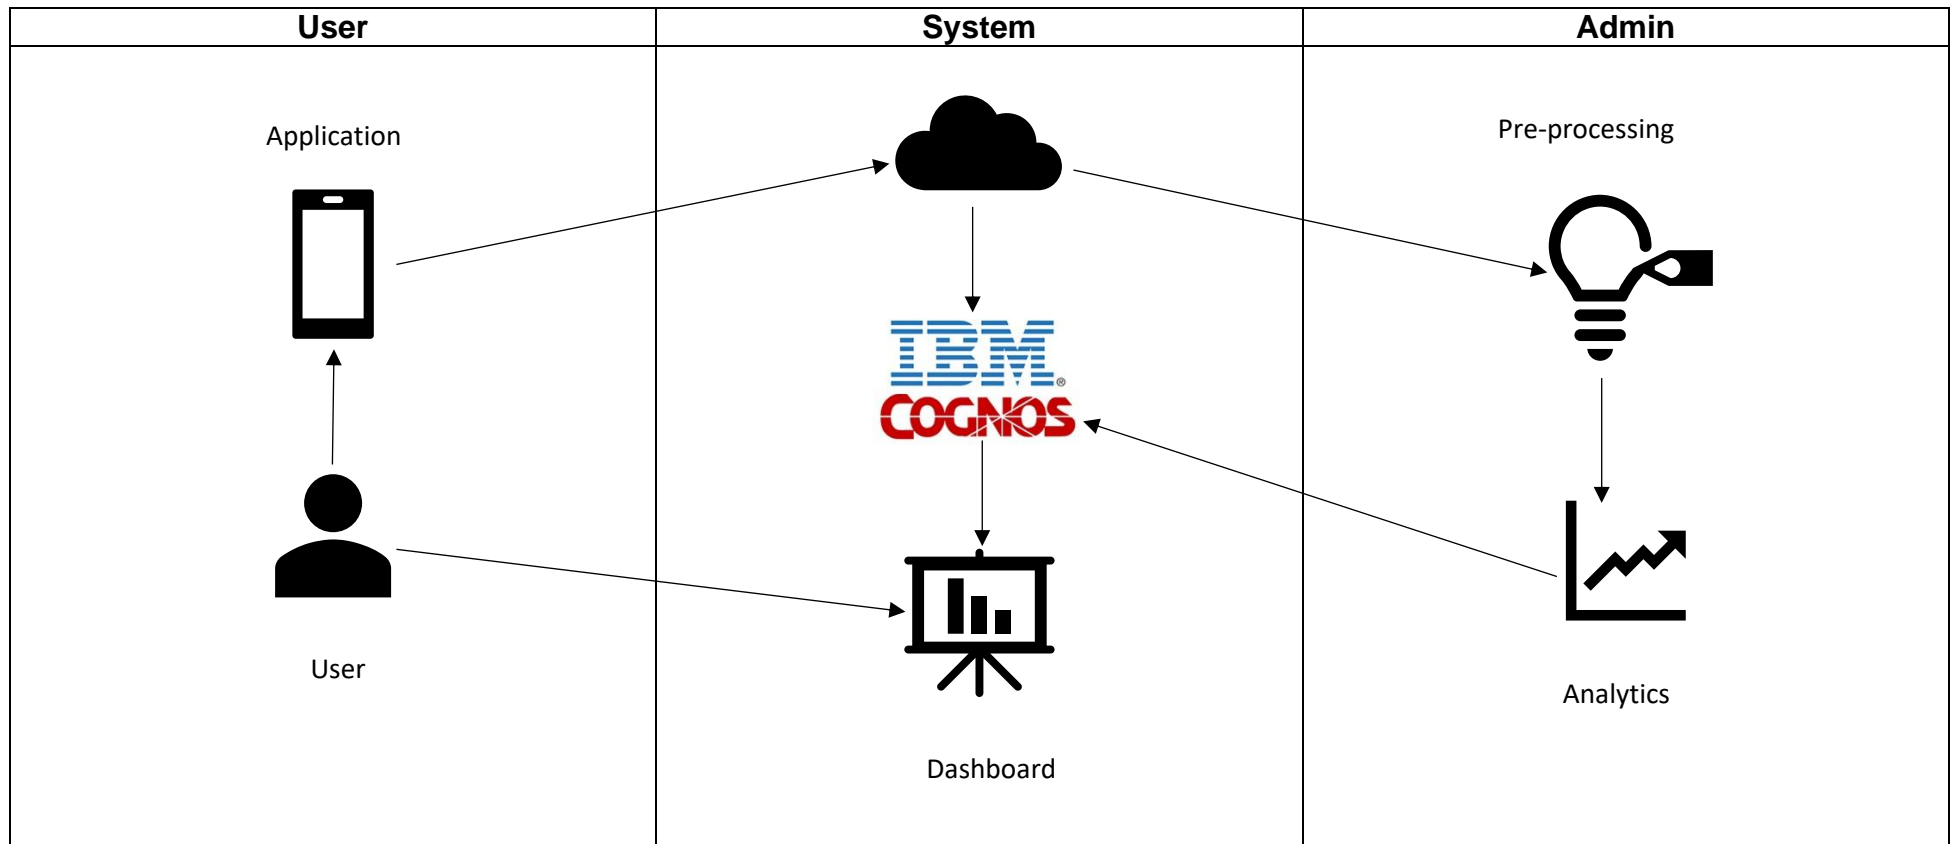 User
System
Admin
Application
Pre-processing
IBM®
COGNOS
User
Analytics
Dashboard